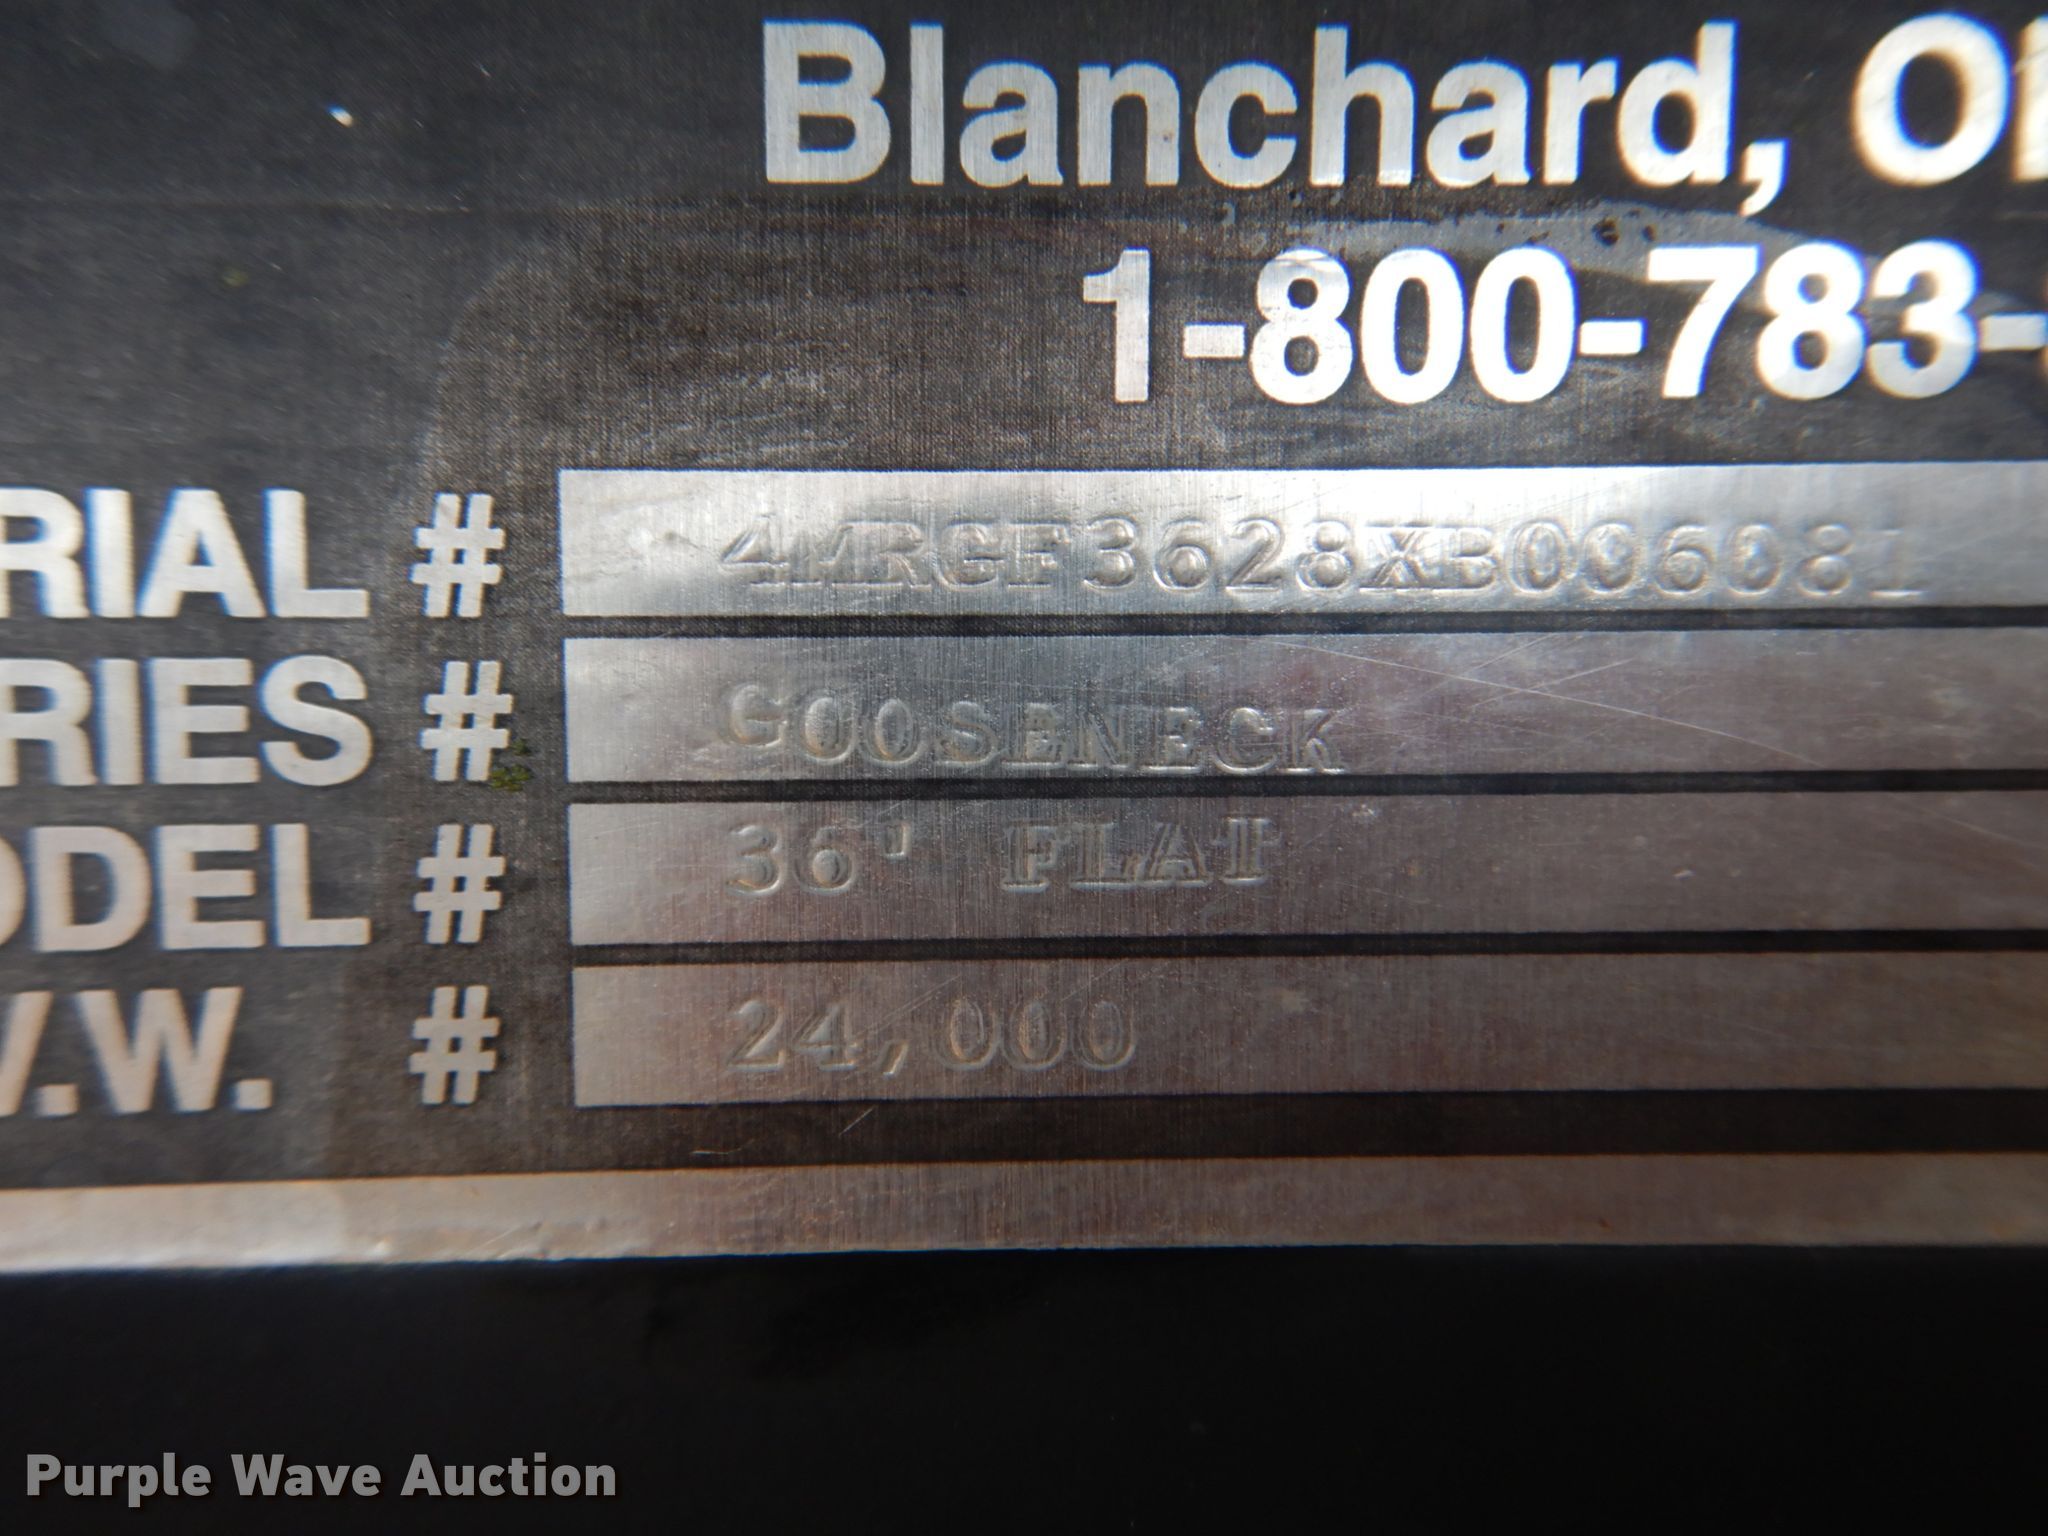 Blanchard, O
1-800-783-
RIAL # 4MRGF3628XB006081
RIES # GOOSENECK
ODEL # 36' FLAT
.W. # 24,000
Purple Wave Auction